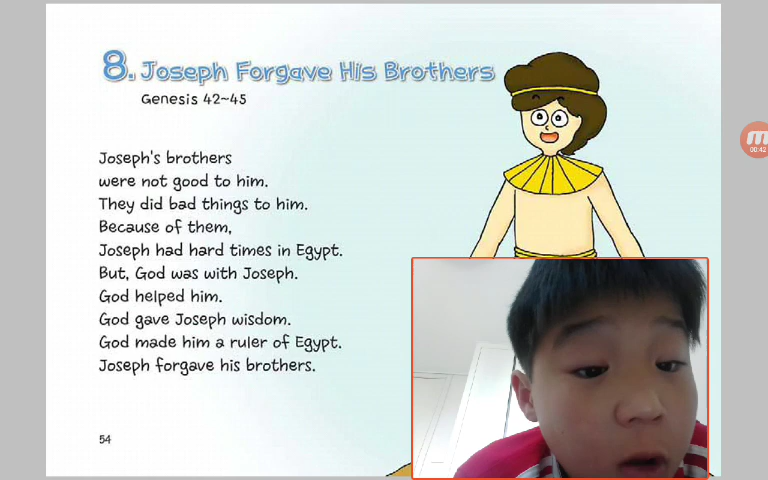 8. Joseph Forgave His Brothers
Genesis 42~45
Joseph's brothers
were not good to him.
They did bad things to him.
Because of them,
Joseph had hard times in Egypt.
But, God was with Joseph.
God helped him.
God gave Joseph wisdom.
God made him a ruler of Egypt.
Joseph forgave his brothers.
54
00:42